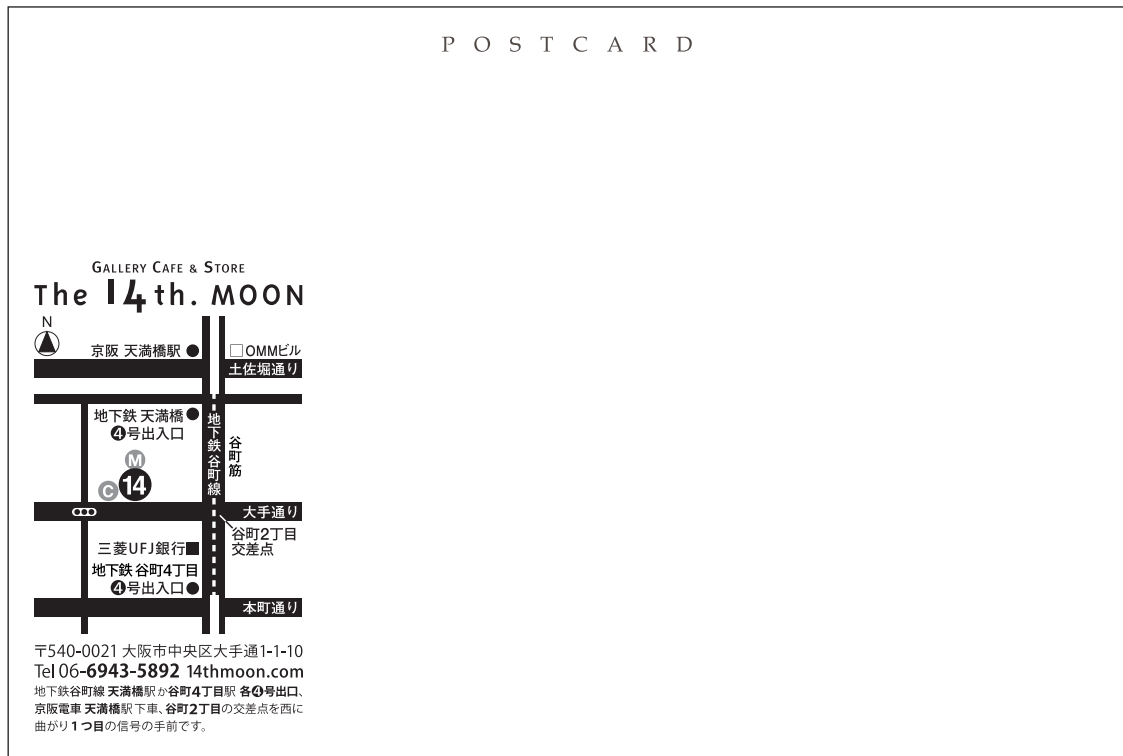 POSTCARD
GALLERY CAFE & STORE
The 14th. MOON
N
京阪 天満橋駅
OMMビル
土佐堀通り
地下鉄 天満橋
❹号出入口
地下鉄谷町線
谷町筋
M
C
14
大手通り
谷町2丁目
交差点
三菱UFJ銀行
地下鉄 谷町4丁目
❹号出入口
本町通り
〒540-0021 大阪市中央区大手通1-1-10
Tel 06-6943-5892 14thmoon.com
地下鉄谷町線 天満橋駅か谷町4丁目駅 各❹号出口、
京阪電車 天満橋駅下車、谷町2丁目の交差点を西に
曲がり1つ目の信号の手前です。